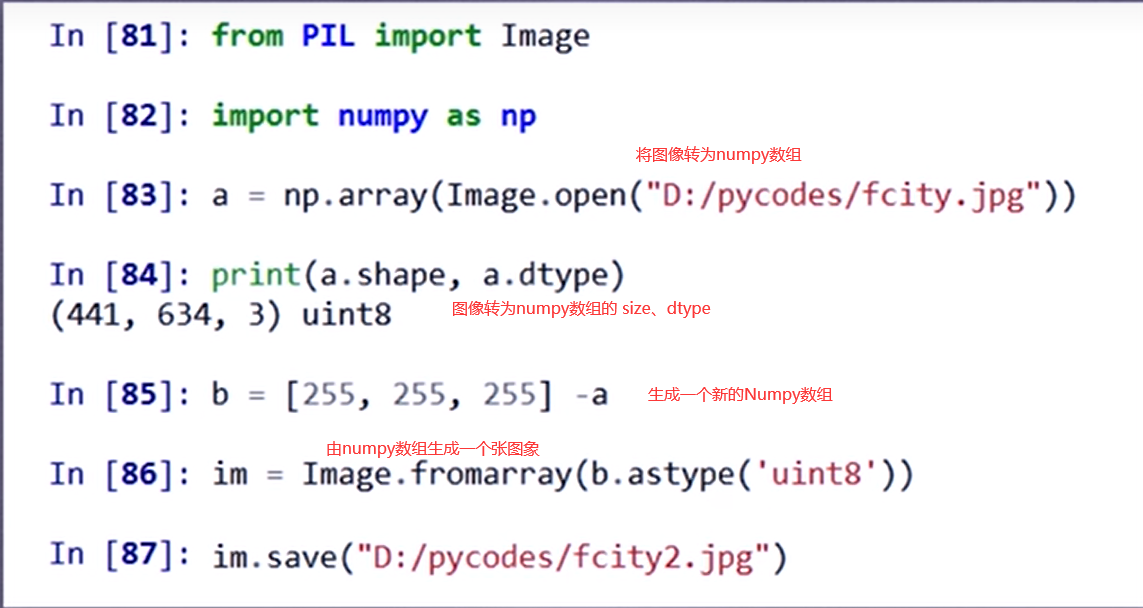 In [81]: from PIL import Image
In [82]: import numpy as np
将图像转为numpy数组
In [83]: a = np.array(Image.open("D:/pycodes/fcity.jpg"))
In [84]: print(a.shape, a.dtype)
(441, 634, 3) uint8
图像转为numpy数组的 size、dtype
In [85]: b = [255, 255, 255] -a
生成一个新的Numpy数组
由numpy数组生成一个张图象
In [86]: im = Image.fromarray(b.astype('uint8'))
In [87]: im.save("D:/pycodes/fcity2.jpg")